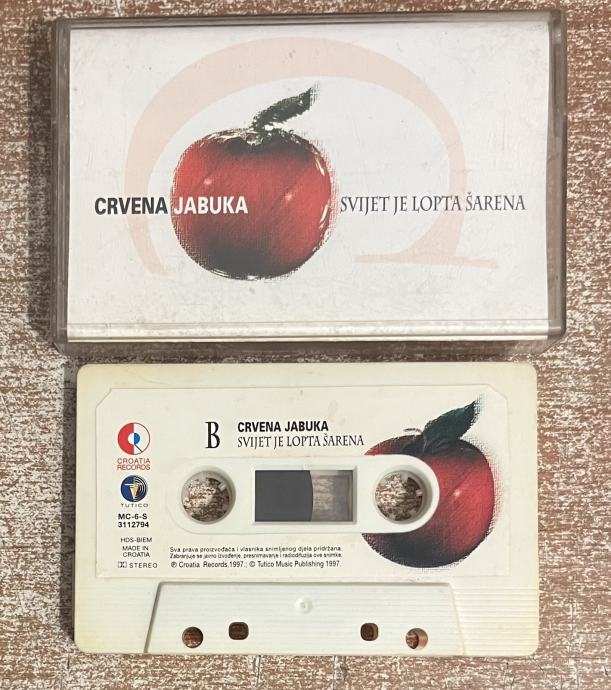 CRVENA JABUKA SVIJET JE LOPTA ŠARENA
B CRVENA JABUKA
SVIJET JE LOPTA ŠARENA
CROATIA
RECORDS
TUTICO
MC-6-S
3112794
HDS-BIEM
MADE IN
CROATIA
STEREO
Sva prava proizvođača i vlasnika snimljenog djela pridržana.
Zabranjuje se javno izvođenje, presnimavanje i radiodifuzija ove snimke.
℗ Croatia Records,1997.; © Tutico Music Publishing 1997.